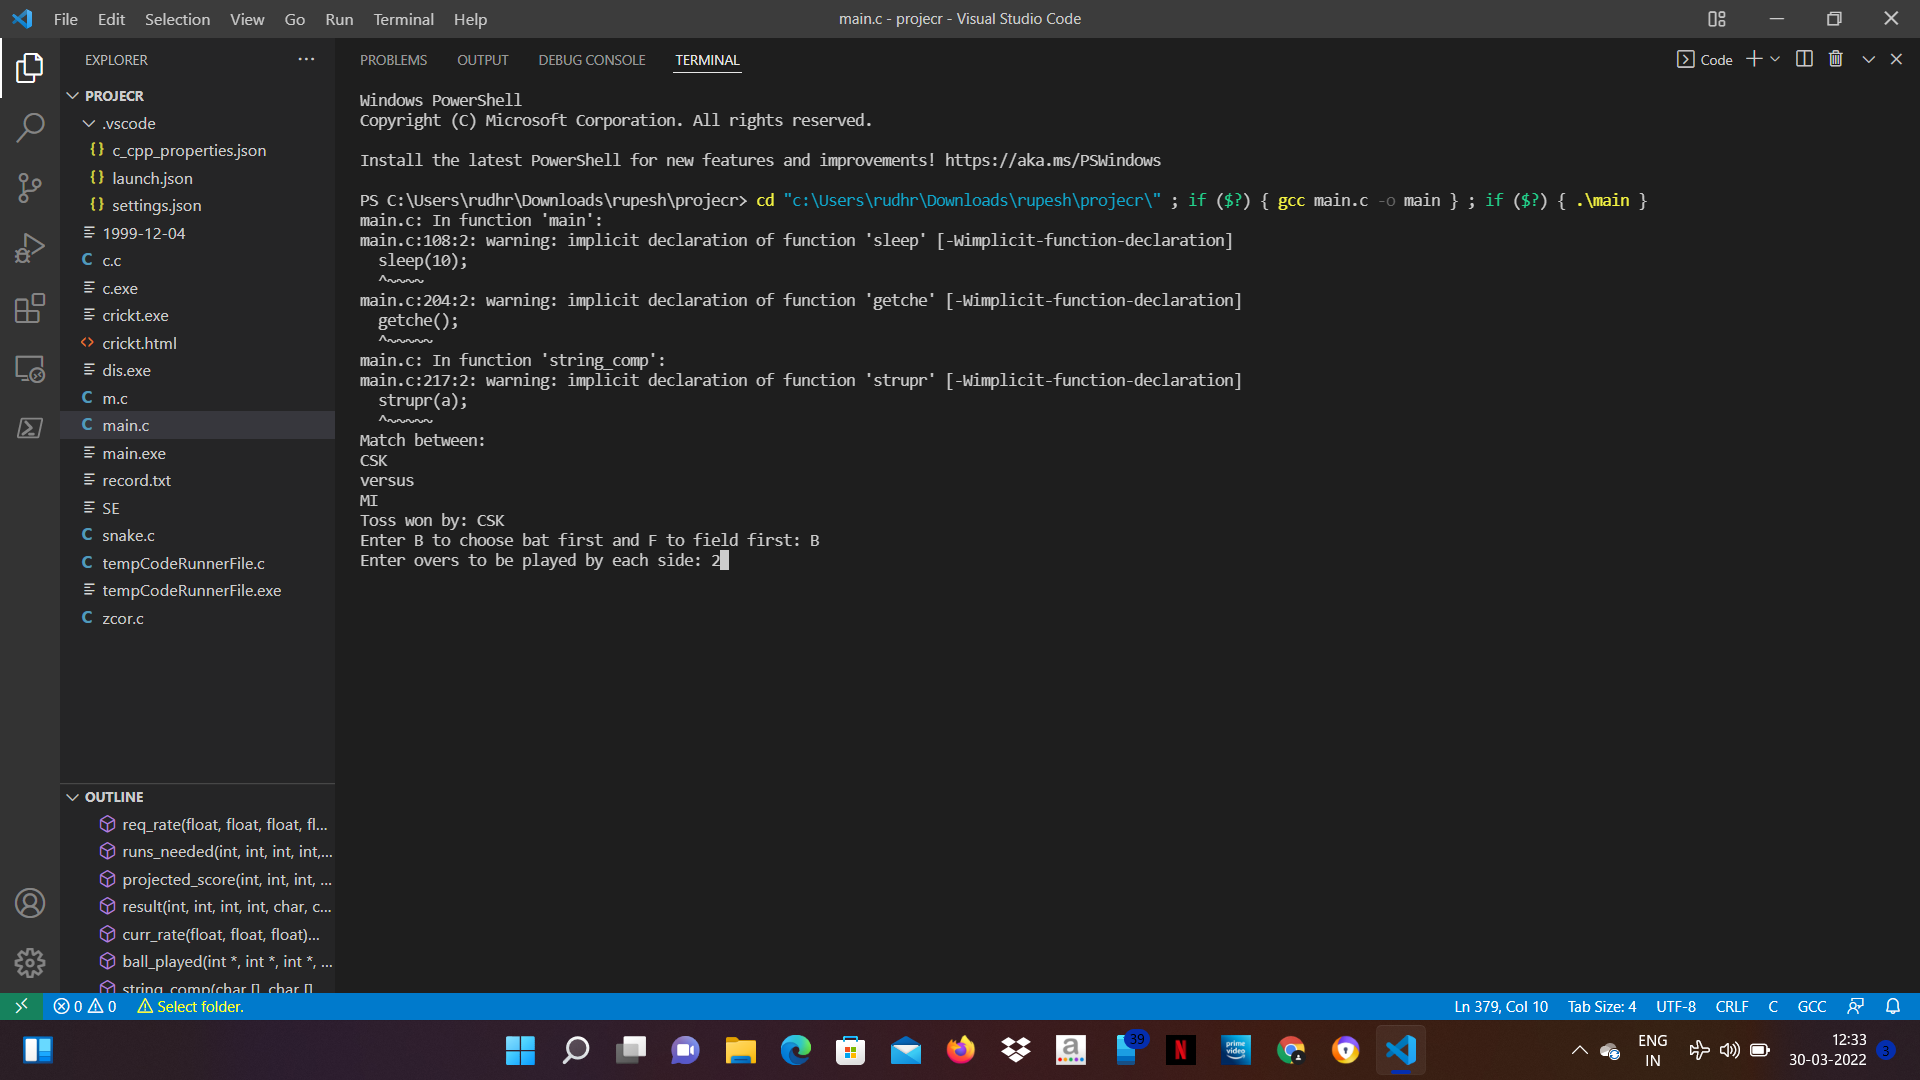 File Edit Selection View Go Run Terminal Help
main.c - projecr - Visual Studio Code
EXPLORER
PROJECR
.vscode
{} c_cpp_properties.json
{} launch.json
{} settings.json
1999-12-04
C c.c
c.exe
crickt.exe
<> crickt.html
dis.exe
C m.c
C main.c
main.exe
record.txt
SE
C snake.c
C tempCodeRunnerFile.c
tempCodeRunnerFile.exe
C zcor.c
OUTLINE
req_rate(float, float, float, fl...
runs_needed(int, int, int, int,...
projected_score(int, int, int, ...
result(int, int, int, int, char, c...
curr_rate(float, float, float)...
ball_played(int *, int *, int *, ...
string_comp(char [], char []
PROBLEMS OUTPUT DEBUG CONSOLE TERMINAL
Code
Windows PowerShell
Copyright (C) Microsoft Corporation. All rights reserved.
Install the latest PowerShell for new features and improvements! https://aka.ms/PSWindows
PS C:\Users\rudhr\Downloads\rupesh\projecr> cd "c:\Users\rudhr\Downloads\rupesh\projecr\" ; if ($?) { gcc main.c -o main } ; if ($?) { .\main }
main.c: In function 'main':
main.c:108:2: warning: implicit declaration of function 'sleep' [-Wimplicit-function-declaration]
sleep(10);
^~~~~
main.c:204:2: warning: implicit declaration of function 'getche' [-Wimplicit-function-declaration]
getche();
^~~~~~
main.c: In function 'string_comp':
main.c:217:2: warning: implicit declaration of function 'strupr' [-Wimplicit-function-declaration]
strupr(a);
^~~~~~
Match between:
CSK
versus
MI
Toss won by: CSK
Enter B to choose bat first and F to field first: B
Enter overs to be played by each side: 2
0 0 Select folder.
Ln 379, Col 10 Tab Size: 4 UTF-8 CRLF C GCC
39
a
N
prime video
ENG
IN
12:33
30-03-2022
3